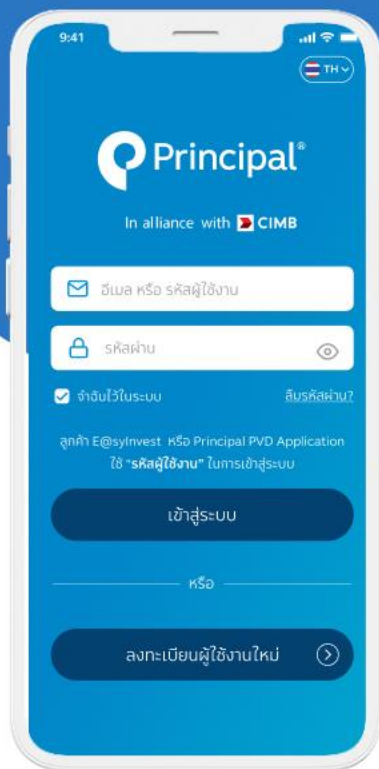 9:41
TH
Principal®
In alliance with CIMB
อีเมล หรือ รหัสผู้ใช้งาน
รหัสผ่าน
จำฉันไว้ในระบบ
ลืมรหัสผ่าน?
ลูกค้า E@syInvest หรือ Principal PVD Application
ใช้ "รหัสผู้ใช้งาน" ในการเข้าสู่ระบบ
เข้าสู่ระบบ
หรือ
ลงทะเบียนผู้ใช้งานใหม่